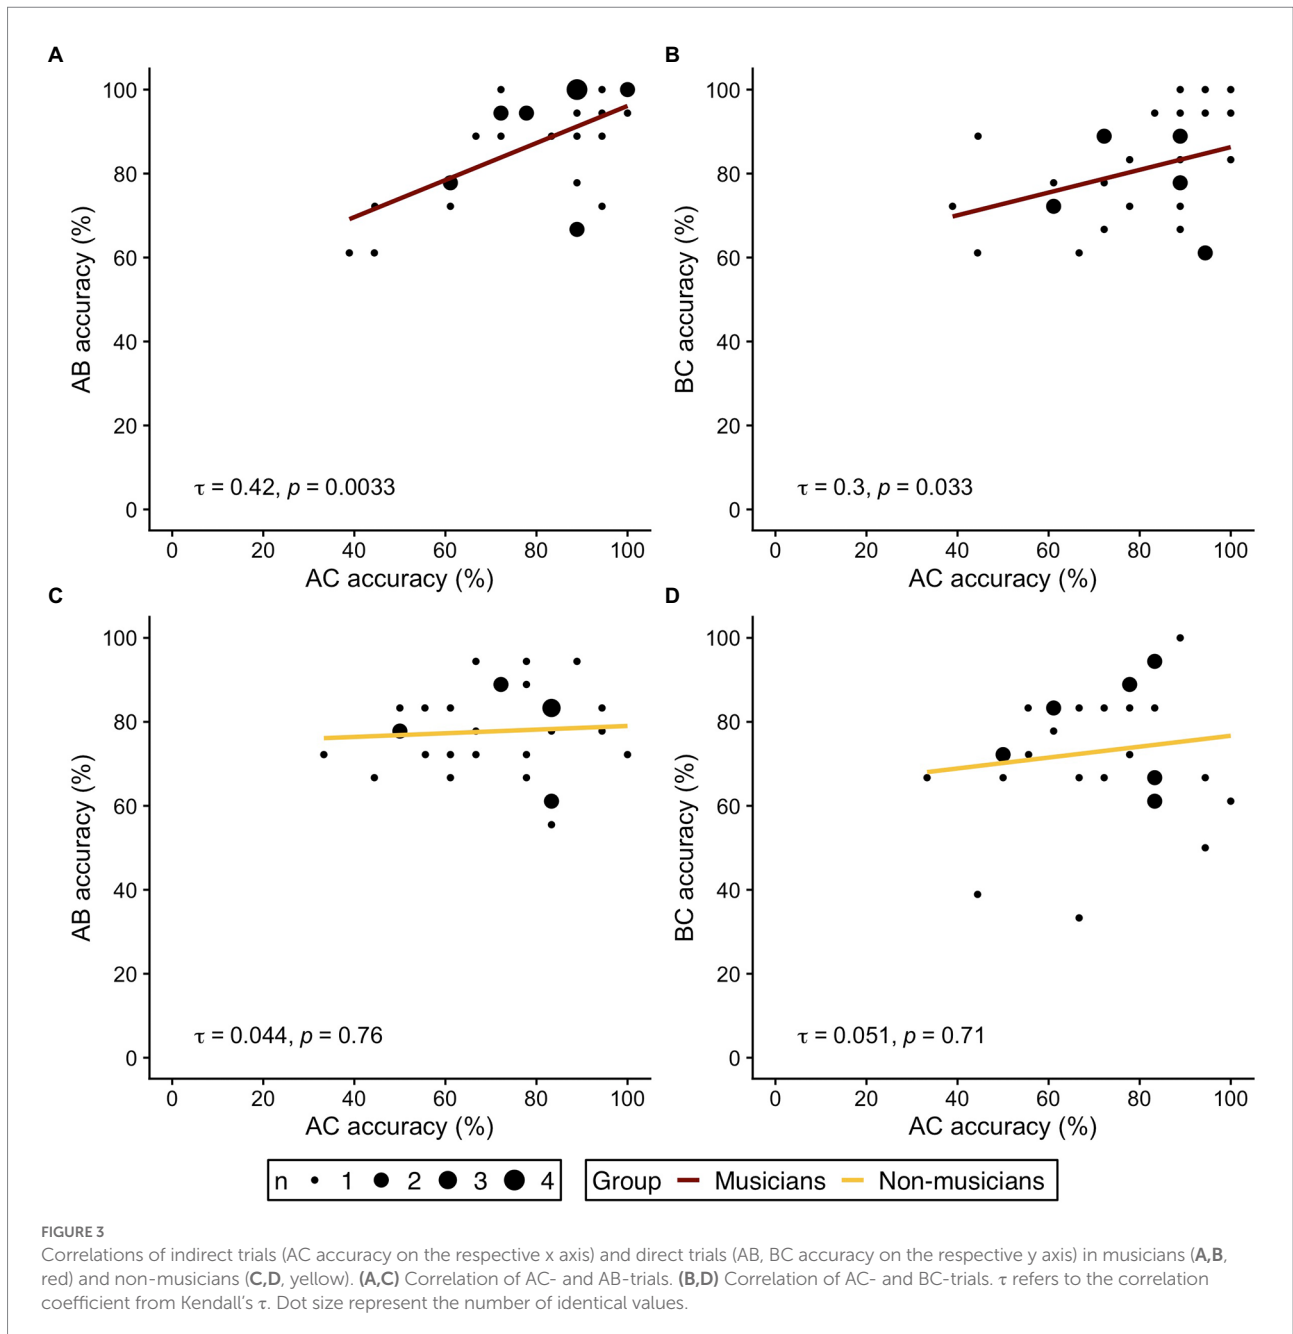 A
100
80
60
40
20
0
AB accuracy (%)
τ = 0.42, p = 0.0033
0 20 40 60 80 100
AC accuracy (%)
B
100
80
60
40
20
0
BC accuracy (%)
τ = 0.3, p = 0.033
0 20 40 60 80 100
AC accuracy (%)
C
100
80
60
40
20
0
AB accuracy (%)
τ = 0.044, p = 0.76
0 20 40 60 80 100
AC accuracy (%)
D
100
80
60
40
20
0
BC accuracy (%)
τ = 0.051, p = 0.71
0 20 40 60 80 100
AC accuracy (%)
n 1 2 3 4
Group Musicians Non-musicians
FIGURE 3
Correlations of indirect trials (AC accuracy on the respective x axis) and direct trials (AB, BC accuracy on the respective y axis) in musicians (A,B,
red) and non-musicians (C,D, yellow). (A,C) Correlation of AC- and AB-trials. (B,D) Correlation of AC- and BC-trials. τ refers to the correlation
coefficient from Kendall's τ. Dot size represent the number of identical values.